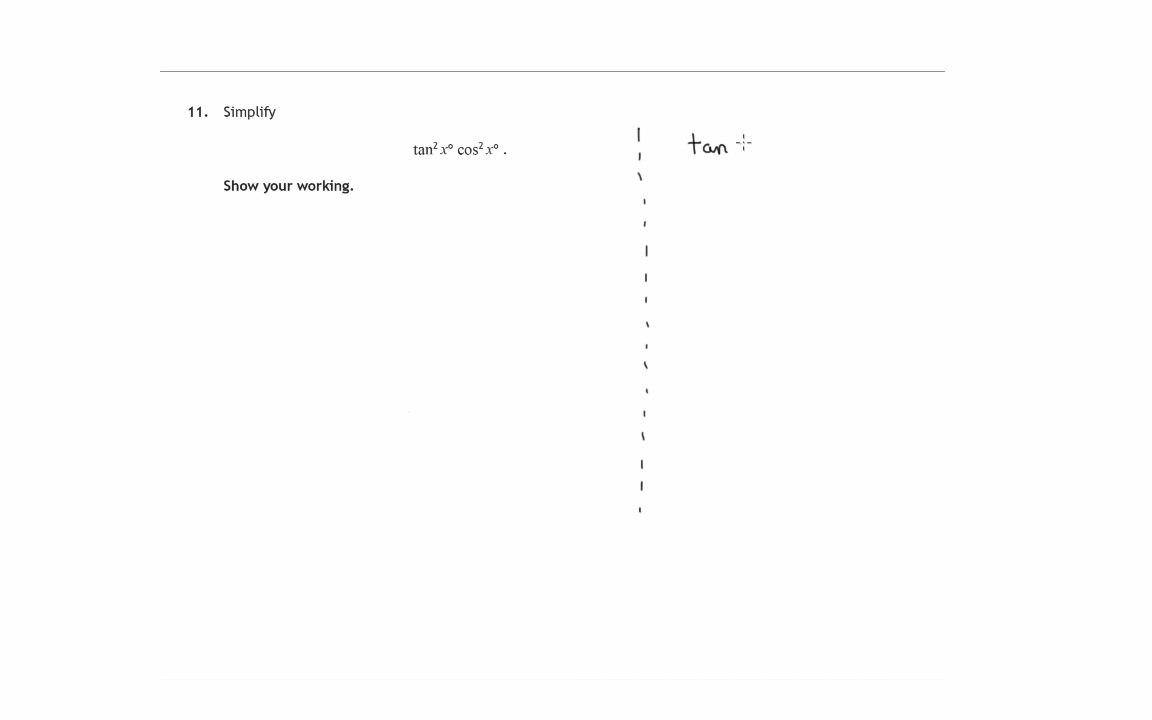 11. Simplify
tan² x° cos² x° .
Show your working.
tan